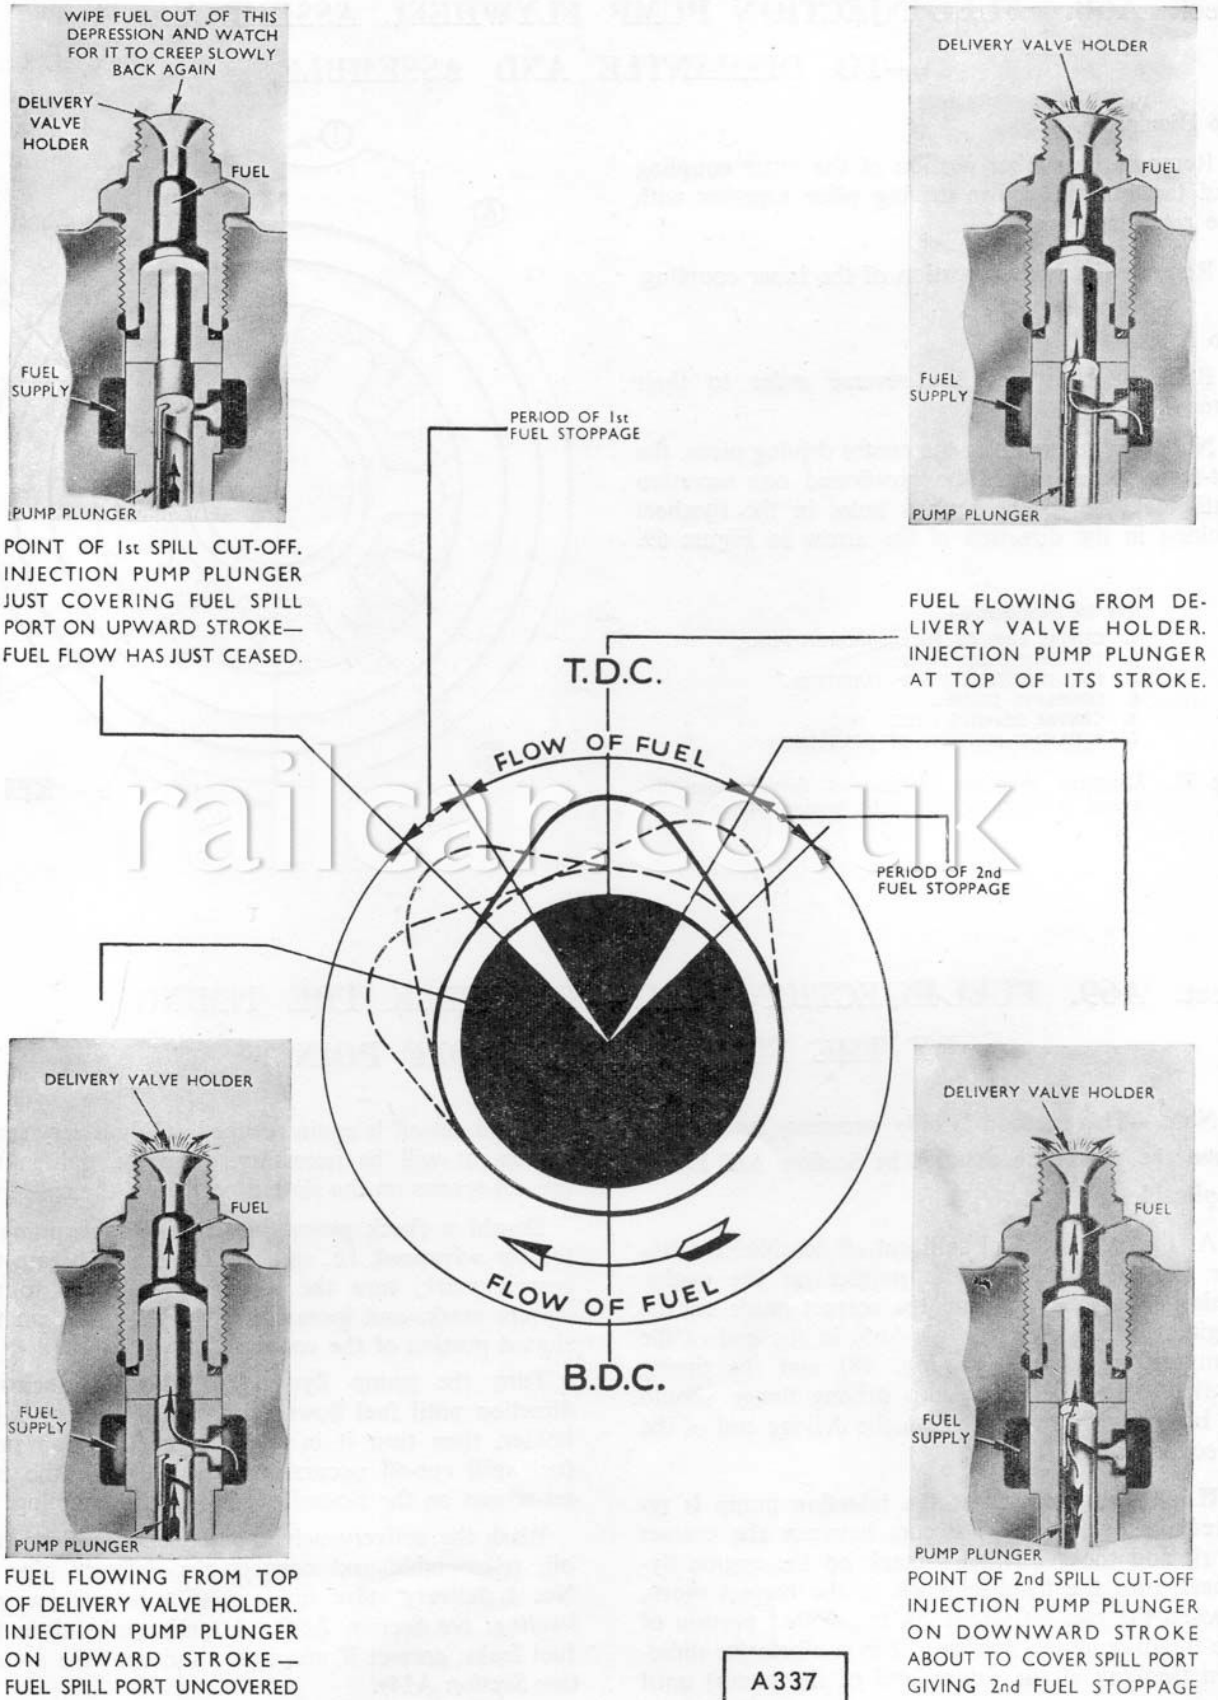 WIPE FUEL OUT OF THIS
DEPRESSION AND WATCH
FOR IT TO CREEP SLOWLY
BACK AGAIN
DELIVERY
VALVE
HOLDER
FUEL
FUEL
SUPPLY
PUMP PLUNGER
POINT OF 1st SPILL CUT-OFF.
INJECTION PUMP PLUNGER
JUST COVERING FUEL SPILL
PORT ON UPWARD STROKE—
FUEL FLOW HAS JUST CEASED.
DELIVERY VALVE HOLDER
FUEL
FUEL
SUPPLY
PUMP PLUNGER
FUEL FLOWING FROM DE-
LIVERY VALVE HOLDER.
INJECTION PUMP PLUNGER
AT TOP OF ITS STROKE.
PERIOD OF 1st
FUEL STOPPAGE
T.D.C.
FLOW OF FUEL
railcar.co.uk
PERIOD OF 2nd
FUEL STOPPAGE
FLOW OF FUEL
B.D.C.
DELIVERY VALVE HOLDER
FUEL
FUEL
SUPPLY
PUMP PLUNGER
FUEL FLOWING FROM TOP
OF DELIVERY VALVE HOLDER.
INJECTION PUMP PLUNGER
ON UPWARD STROKE—
FUEL SPILL PORT UNCOVERED
DELIVERY VALVE HOLDER
FUEL
FUEL
SUPPLY
PUMP PLUNGER
POINT OF 2nd SPILL CUT-OFF
INJECTION PUMP PLUNGER
ON DOWNWARD STROKE
ABOUT TO COVER SPILL PORT
GIVING 2nd FUEL STOPPAGE
A337